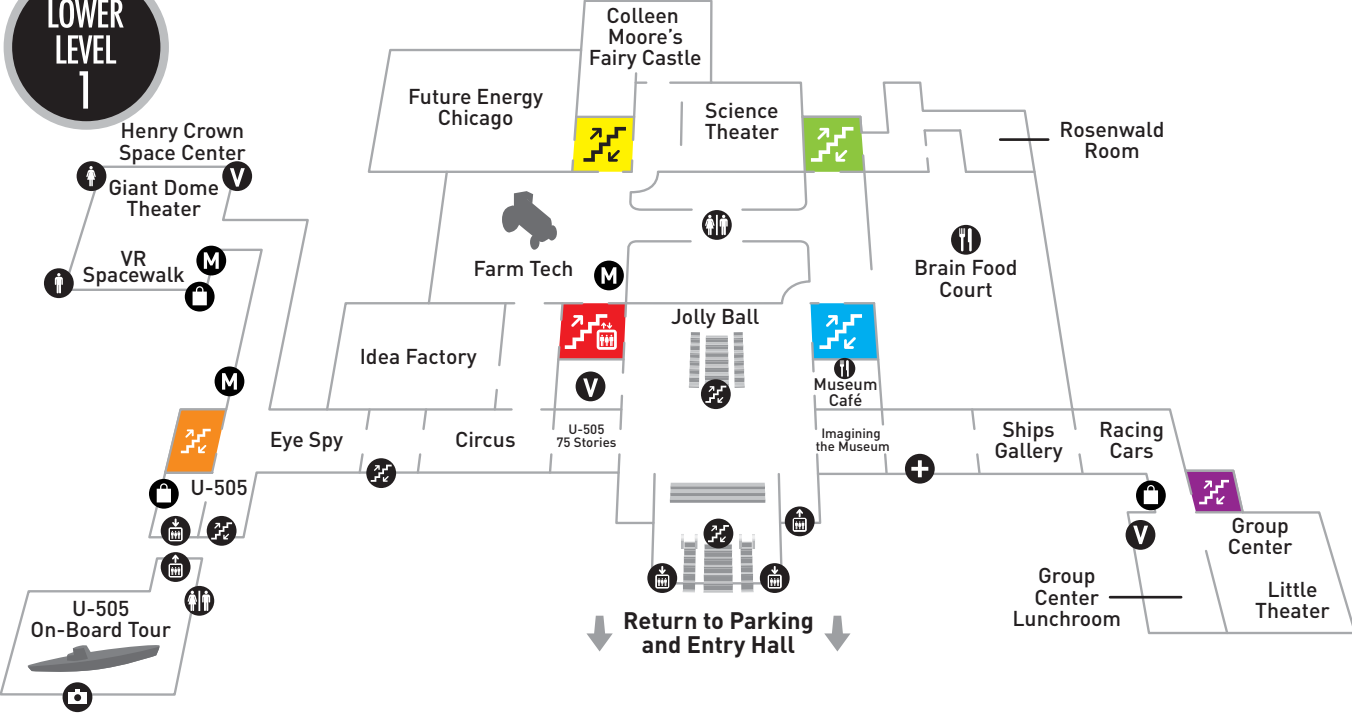 LOWER
LEVEL
1
Colleen
Moore's
Fairy Castle
Future Energy
Chicago
Science
Theater
Rosenwald
Room
Henry Crown
Space Center
V
Giant Dome
Theater
VR
Spacewalk
M
Farm Tech
M
Brain Food
Court
Jolly Ball
Idea Factory
V
Museum
Café
M
Eye Spy
Circus
U-505
75 Stories
Imagining
the Museum
Ships
Gallery
Racing
Cars
U-505
V
Group
Center
Group
Center
Lunchroom
Little
Theater
U-505
On-Board Tour
Return to Parking
and Entry Hall